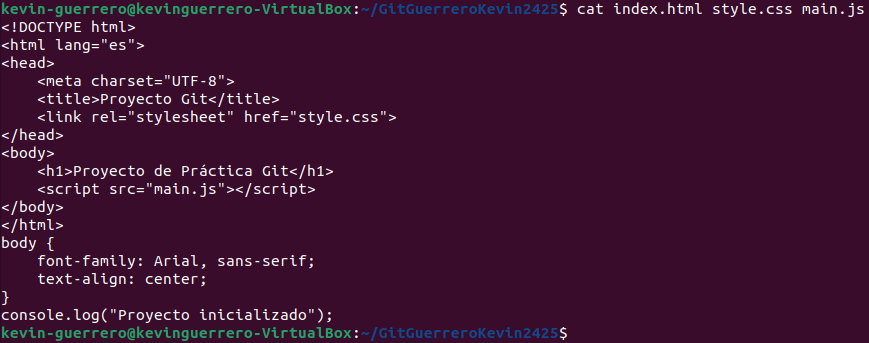 kevin-guerrero@kevinguerrero-VirtualBox:~/GitGuerreroKevin2425$ cat index.html style.css main.js
<!DOCTYPE html>
<html lang="es">
<head>
    <meta charset="UTF-8">
    <title>Proyecto Git</title>
    <link rel="stylesheet" href="style.css">
</head>
<body>
    <h1>Proyecto de Práctica Git</h1>
    <script src="main.js"></script>
</body>
</html>
body {
    font-family: Arial, sans-serif;
    text-align: center;
}
console.log("Proyecto inicializado");
kevin-guerrero@kevinguerrero-VirtualBox:~/GitGuerreroKevin2425$